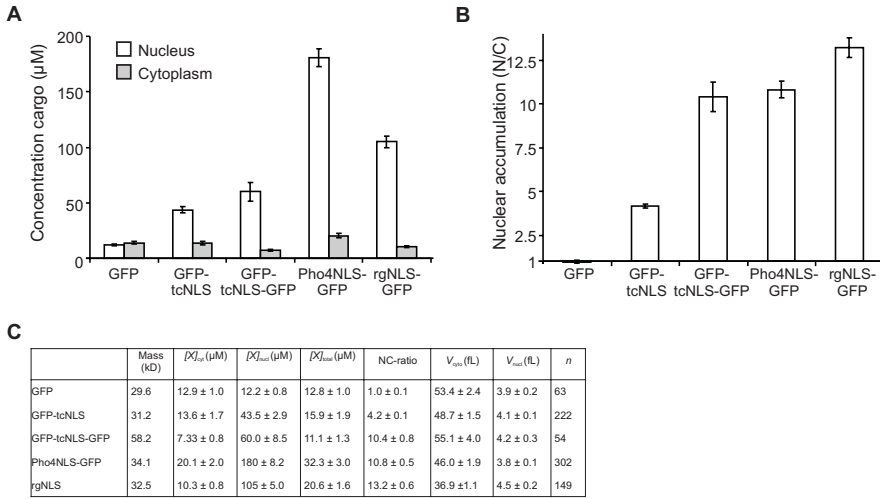 A
Concentration cargo (µM)
200
150
100
50
0
Nucleus
Cytoplasm
GFP
GFP-
tcNLS
GFP-
tcNLS-GFP
Pho4NLS-
GFP
rgNLS-
GFP
B
Nuclear accumulation (N/C)
12.5
10
7.5
5
2.5
1
GFP
GFP-
tcNLS
GFP-
tcNLS-GFP
Pho4NLS-
GFP
rgNLS-
GFP
C
Mass (kD) [X]cyt (µM) [X]nucl (µM) [X]total (µM) NC-ratio Vcyto (fL) Vnucl (fL) n
GFP 29.6 12.9 ± 1.0 12.2 ± 0.8 12.8 ± 1.0 1.0 ± 0.1 53.4 ± 2.4 3.9 ± 0.2 63
GFP-tcNLS 31.2 13.6 ± 1.7 43.5 ± 2.9 15.9 ± 1.9 4.2 ± 0.1 48.7 ± 1.5 4.1 ± 0.1 222
GFP-tcNLS-GFP 58.2 7.33 ± 0.8 60.0 ± 8.5 11.1 ± 1.3 10.4 ± 0.8 55.1 ± 4.0 4.2 ± 0.3 54
Pho4NLS-GFP 34.1 20.1 ± 2.0 180 ± 8.2 32.3 ± 3.0 10.8 ± 0.5 46.0 ± 1.9 3.8 ± 0.1 302
rgNLS 32.5 10.3 ± 0.8 105 ± 5.0 20.6 ± 1.6 13.2 ± 0.6 36.9 ±1.1 4.5 ± 0.2 149